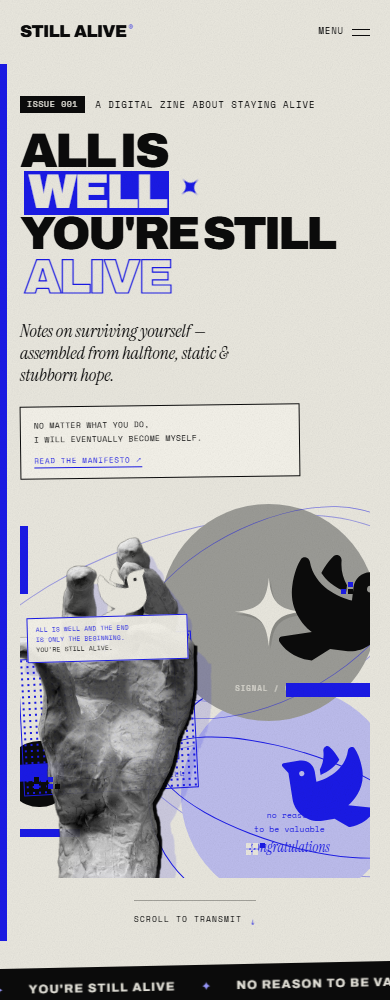 STILL ALIVE®
MENU
ISSUE 001
A DIGITAL ZINE ABOUT STAYING ALIVE
ALL IS
WELL
YOU'RE STILL
ALIVE
Notes on surviving yourself —
assembled from halftone, static &
stubborn hope.
NO MATTER WHAT YOU DO,
I WILL EVENTUALLY BECOME MYSELF.
READ THE MANIFESTO ↗
ALL IS WELL AND THE END
IS ONLY THE BEGINNING.
YOU'RE STILL ALIVE.
SIGNAL /
no
to be valuable
SCROLL TO TRANSMIT ↓
YOU'RE STILL ALIVE ✦ NO REASON TO BE